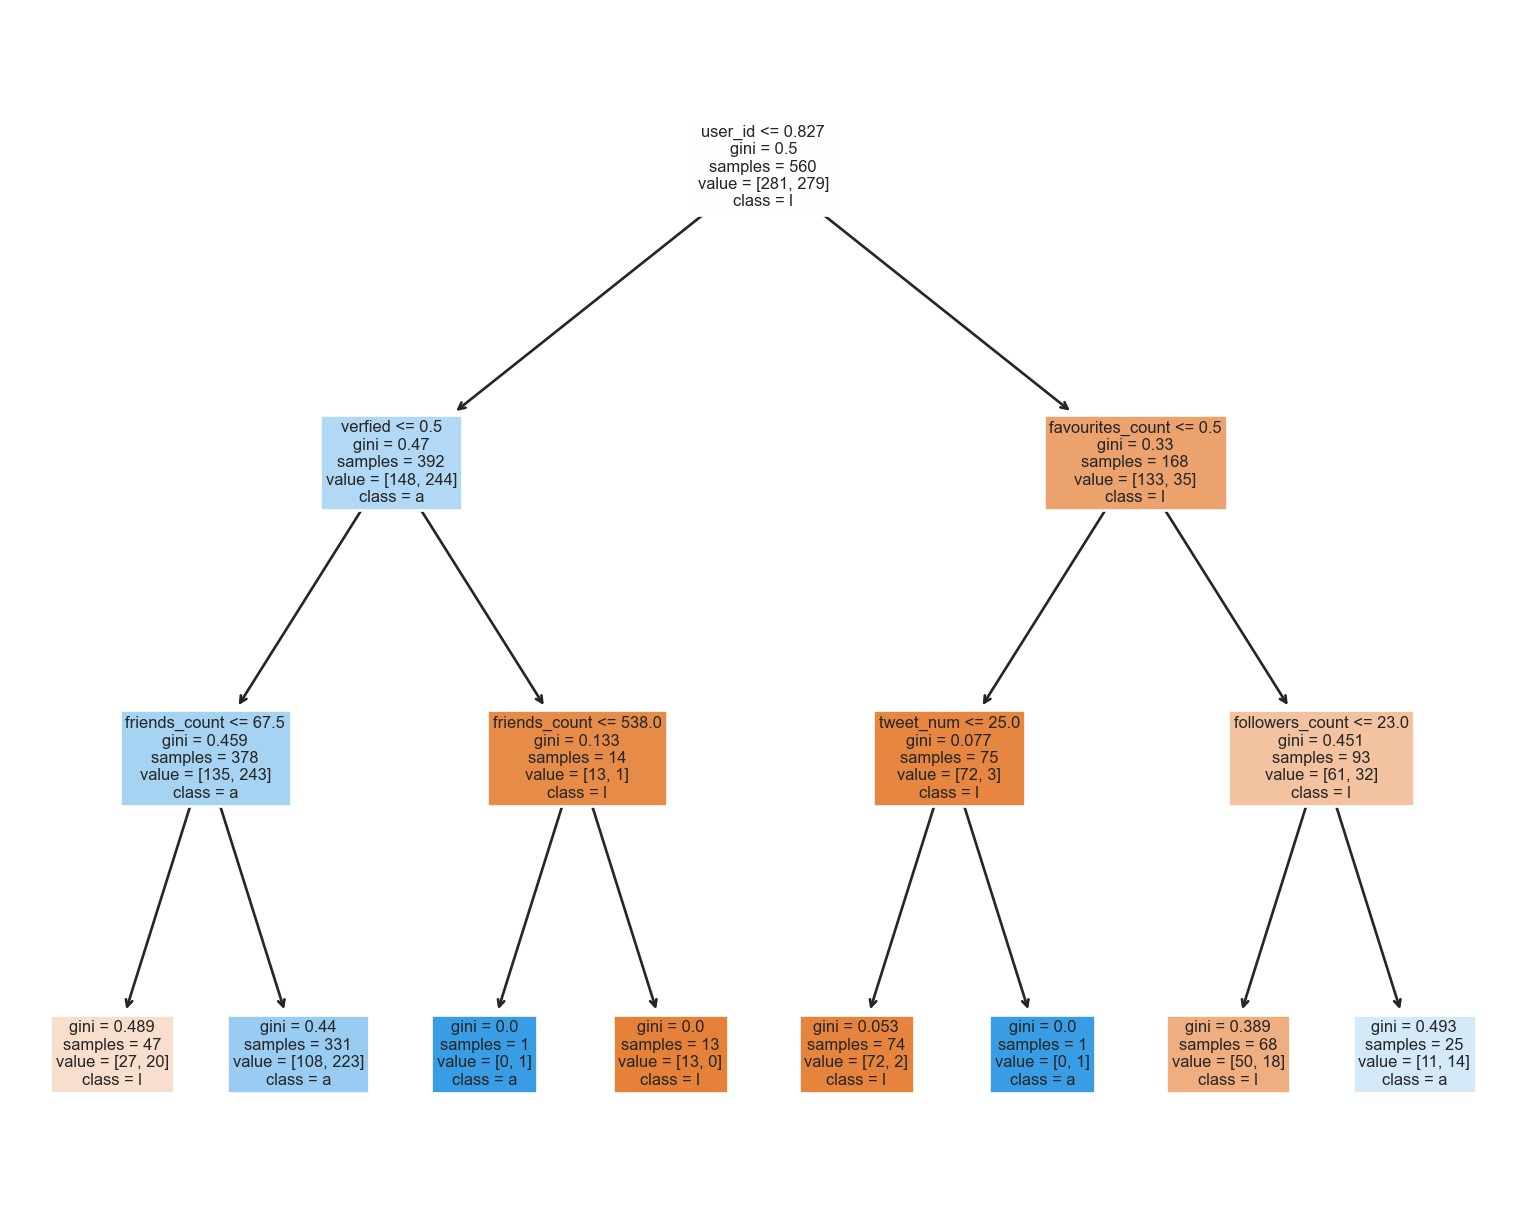 user_id <= 0.827
gini = 0.5
samples = 560
value = [281, 279]
class = l
verfied <= 0.5
gini = 0.47
samples = 392
value = [148, 244]
class = a
favourites_count <= 0.5
gini = 0.33
samples = 168
value = [133, 35]
class = l
friends_count <= 67.5
gini = 0.459
samples = 378
value = [135, 243]
class = a
friends_count <= 538.0
gini = 0.133
samples = 14
value = [13, 1]
class = l
tweet_num <= 25.0
gini = 0.077
samples = 75
value = [72, 3]
class = l
followers_count <= 23.0
gini = 0.451
samples = 93
value = [61, 32]
class = l
gini = 0.489
samples = 47
value = [27, 20]
class = l
gini = 0.44
samples = 331
value = [108, 223]
class = a
gini = 0.0
samples = 1
value = [0, 1]
class = a
gini = 0.0
samples = 13
value = [13, 0]
class = l
gini = 0.053
samples = 74
value = [72, 2]
class = l
gini = 0.0
samples = 1
value = [0, 1]
class = a
gini = 0.389
samples = 68
value = [50, 18]
class = l
gini = 0.493
samples = 25
value = [11, 14]
class = a